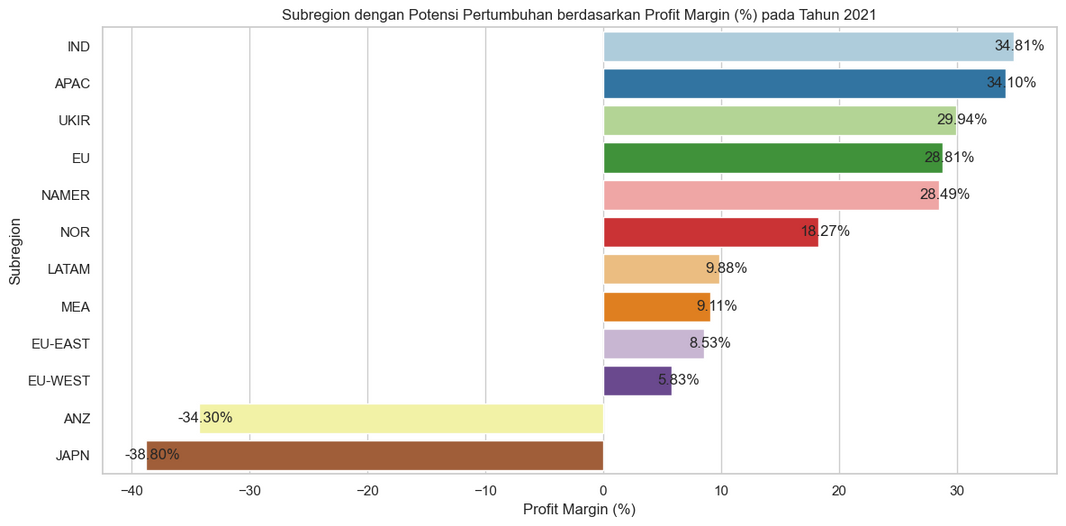 Subregion dengan Potensi Pertumbuhan berdasarkan Profit Margin (%) pada Tahun 2021
Subregion
IND 34.81%
APAC 34.10%
UKIR 29.94%
EU 28.81%
NAMER 28.49%
NOR 18.27%
LATAM 9.88%
MEA 9.11%
EU-EAST 8.53%
EU-WEST 5.83%
ANZ -34.30%
JAPN -38.80%
−40 −30 −20 −10 0 10 20 30
Profit Margin (%)